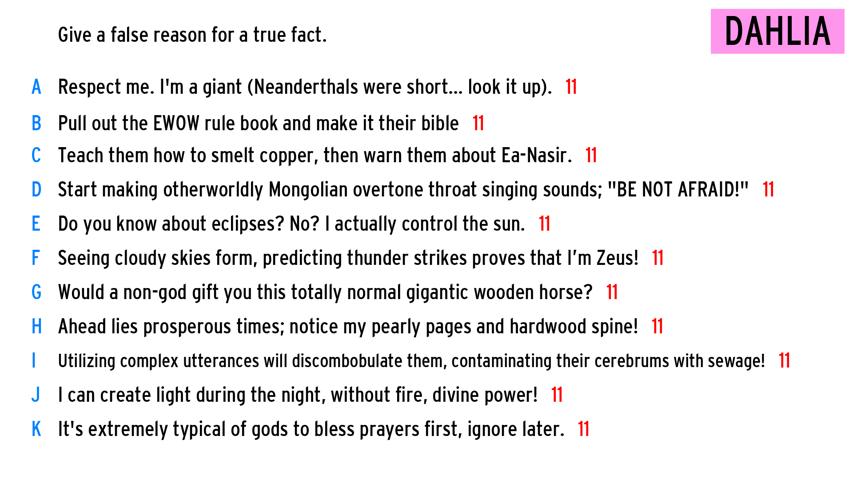 Give a false reason for a true fact.
DAHLIA
A Respect me. I'm a giant (Neanderthals were short... look it up). 11
B Pull out the EWOW rule book and make it their bible 11
C Teach them how to smelt copper, then warn them about Ea-Nasir. 11
D Start making otherworldly Mongolian overtone throat singing sounds; "BE NOT AFRAID!" 11
E Do you know about eclipses? No? I actually control the sun. 11
F Seeing cloudy skies form, predicting thunder strikes proves that I’m Zeus! 11
G Would a non-god gift you this totally normal gigantic wooden horse? 11
H Ahead lies prosperous times; notice my pearly pages and hardwood spine! 11
I Utilizing complex utterances will discombobulate them, contaminating their cerebrums with sewage! 11
J I can create light during the night, without fire, divine power! 11
K It's extremely typical of gods to bless prayers first, ignore later. 11